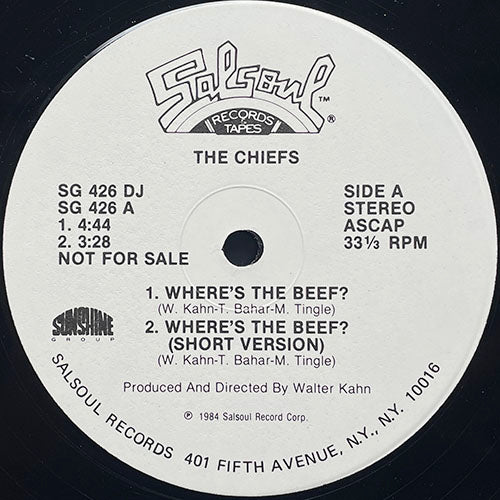 Salsoul ™
RECORDS & TAPES ®
THE CHIEFS
SG 426 DJ
SG 426 A
1. 4:44
2. 3:28
NOT FOR SALE
SIDE A
STEREO
ASCAP
33⅓ RPM
1. WHERE'S THE BEEF?
(W. Kahn-T. Bahar-M. Tingle)
2. WHERE'S THE BEEF?
(SHORT VERSION)
(W. Kahn-T. Bahar-M. Tingle)
SUNSHINE
GROUP
Produced And Directed By Walter Kahn
℗ 1984 Salsoul Record Corp.
SALSOUL RECORDS 401 FIFTH AVENUE, N.Y., N.Y. 10016